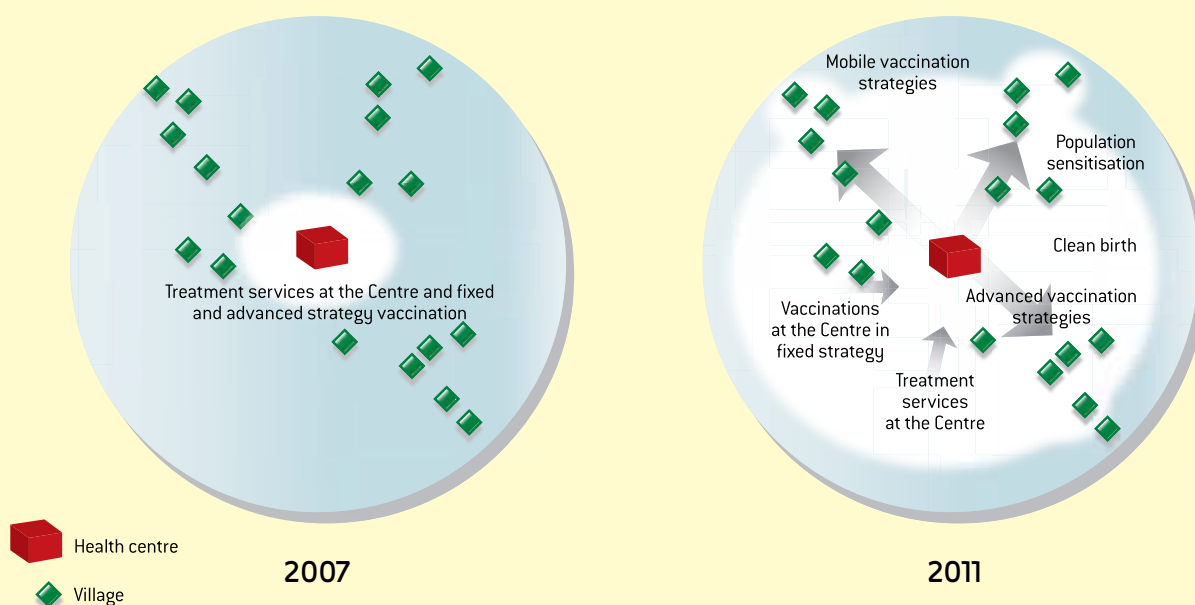 Treatment services at the Centre and fixed
and advanced strategy vaccination
Mobile vaccination
strategies
Population
sensitisation
Clean birth
Advanced vaccination
strategies
Vaccinations
at the Centre in
fixed strategy
Treatment
services
at the Centre
Health centre
Village
2007
2011